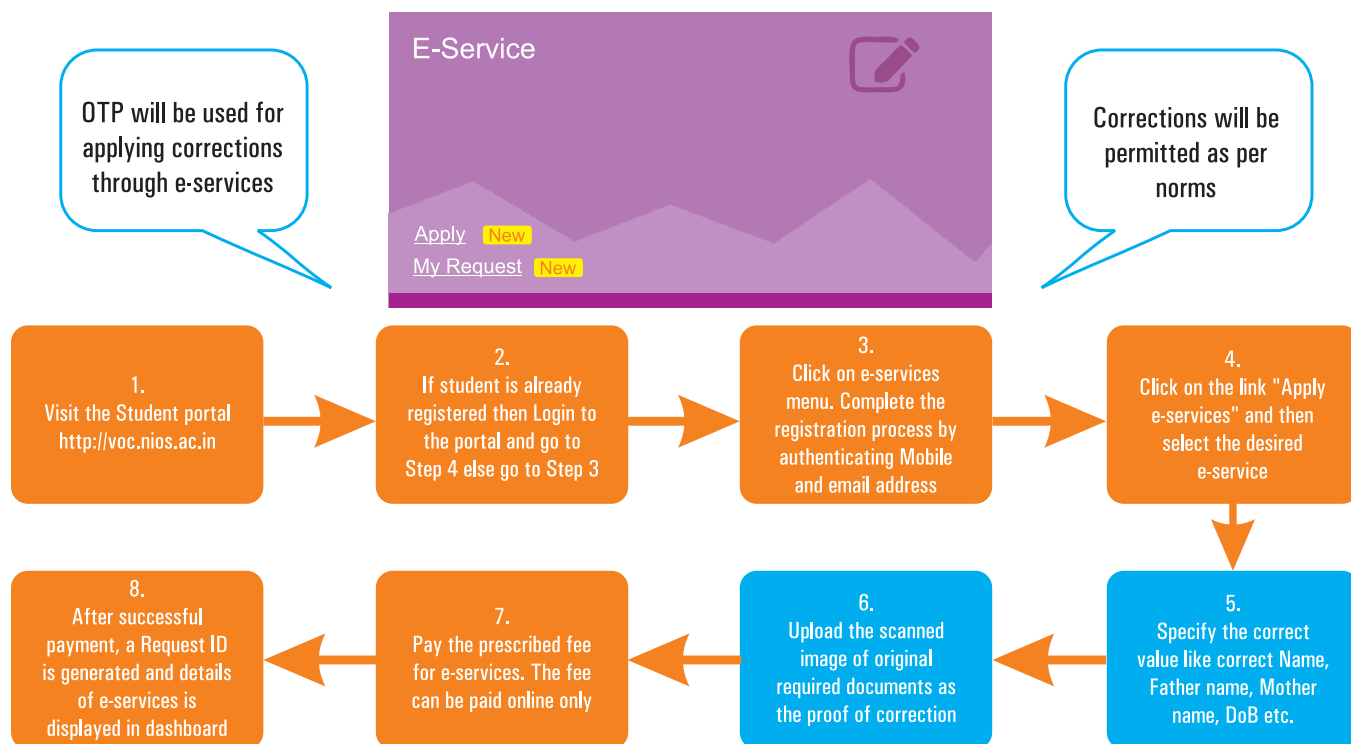 E-Service
OTP will be used for
applying corrections
through e-services
Corrections will be
permitted as per
norms
Apply New
My Request New
1.
Visit the Student portal
http://voc.nios.ac.in
2.
If student is already
registered then Login to
the portal and go to
Step 4 else go to Step 3
3.
Click on e-services
menu. Complete the
registration process by
authenticating Mobile
and email address
4.
Click on the link "Apply
e-services" and then
select the desired
e-service
5.
Specify the correct
value like correct Name,
Father name, Mother
name, DoB etc.
6.
Upload the scanned
image of original
required documents as
the proof of correction
7.
Pay the prescribed fee
for e-services. The fee
can be paid online only
8.
After successful
payment, a Request ID
is generated and details
of e-services is
displayed in dashboard